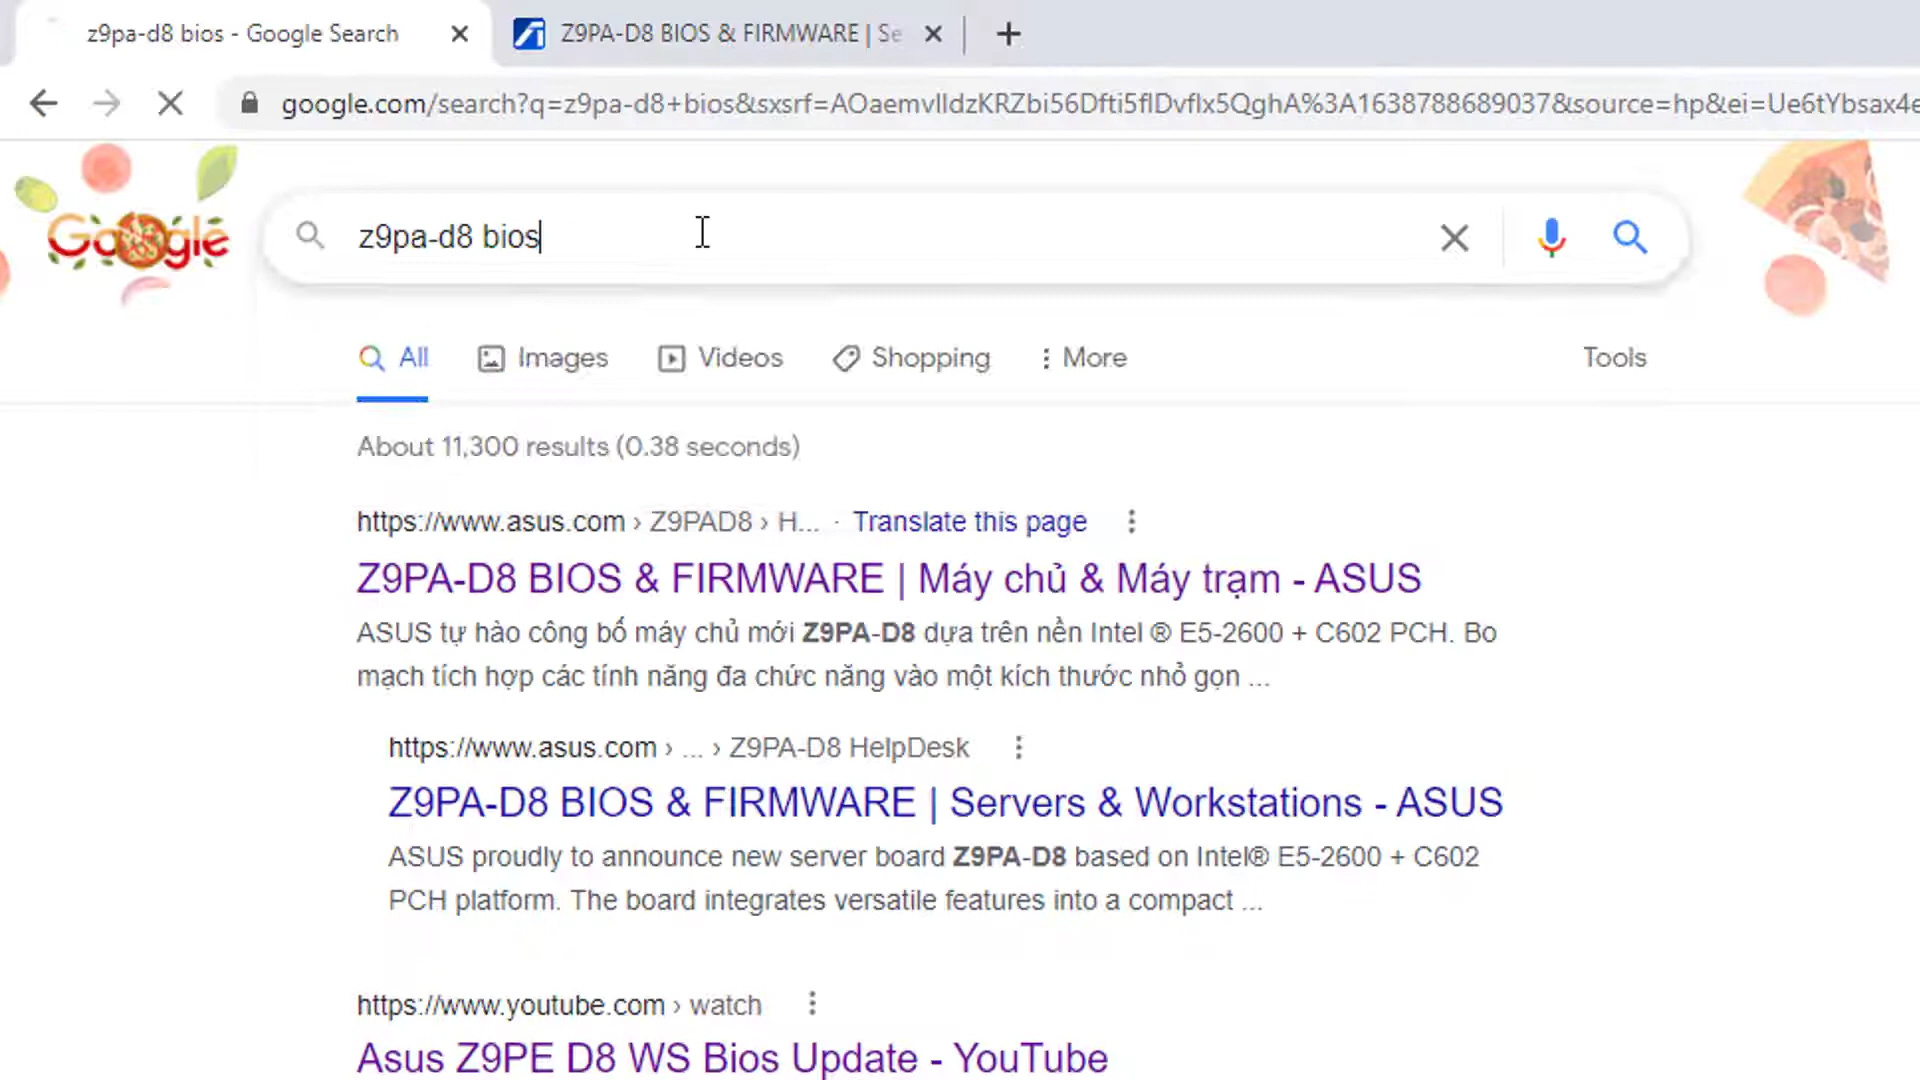 z9pa-d8 bios - Google Search
Z9PA-D8 BIOS & FIRMWARE | Se
google.com/search?q=z9pa-d8+bios&sxsrf=AOaemvIldzKRZbi56Dfti5flDvflx5QghA%3A1638788689037&source=hp&ei=Ue6tYbsax4e
Google
z9pa-d8 bios
All Images Videos Shopping More Tools
About 11,300 results (0.38 seconds)
https://www.asus.com › Z9PAD8 › H... · Translate this page
Z9PA-D8 BIOS & FIRMWARE | Máy chủ & Máy trạm - ASUS
ASUS tự hào công bố máy chủ mới Z9PA-D8 dựa trên nền Intel ® E5-2600 + C602 PCH. Bo
mạch tích hợp các tính năng đa chức năng vào một kích thước nhỏ gọn ...
https://www.asus.com › ... › Z9PA-D8 HelpDesk
Z9PA-D8 BIOS & FIRMWARE | Servers & Workstations - ASUS
ASUS proudly to announce new server board Z9PA-D8 based on Intel® E5-2600 + C602
PCH platform. The board integrates versatile features into a compact ...
https://www.youtube.com › watch
Asus Z9PE D8 WS Bios Update - YouTube